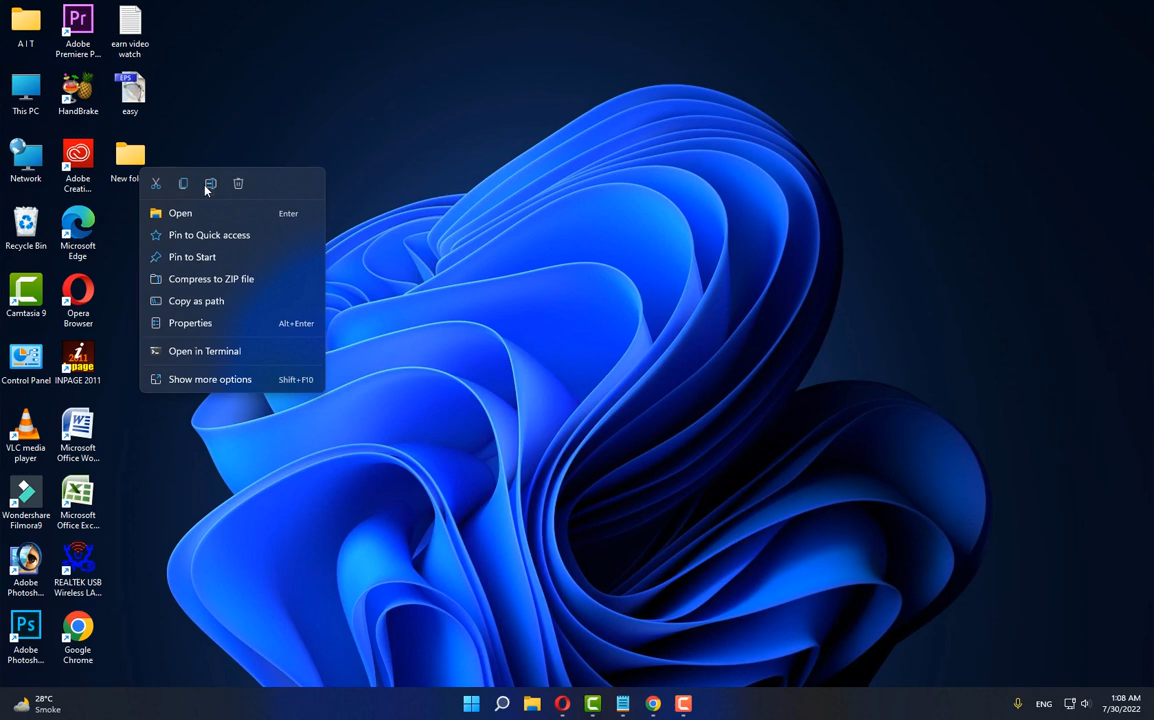 A I T
Adobe
Premiere P...
earn video
watch
This PC
HandBrake
EPS
easy
Network
Adobe
Creati...
New fol
Recycle Bin
Microsoft
Edge
Camtasia 9
Opera
Browser
Control Panel
2011
page
INPAGE 2011
VLC media
player
Microsoft
Office Wo...
Wondershare
Filmora9
Microsoft
Office Exc...
Adobe
Photosh...
REALTEK USB
Wireless LA...
Adobe
Photosh...
Google
Chrome
Open Enter
Pin to Quick access
Pin to Start
Compress to ZIP file
Copy as path
Properties Alt+Enter
Open in Terminal
Show more options Shift+F10
28°C
Smoke
ENG
1:08 AM
7/30/2022